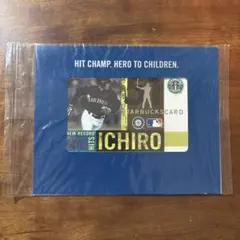 HIT CHAMP. HERO TO CHILDREN.
STARBUCKS CARD
NEW RECORD
HITS
ICHIRO